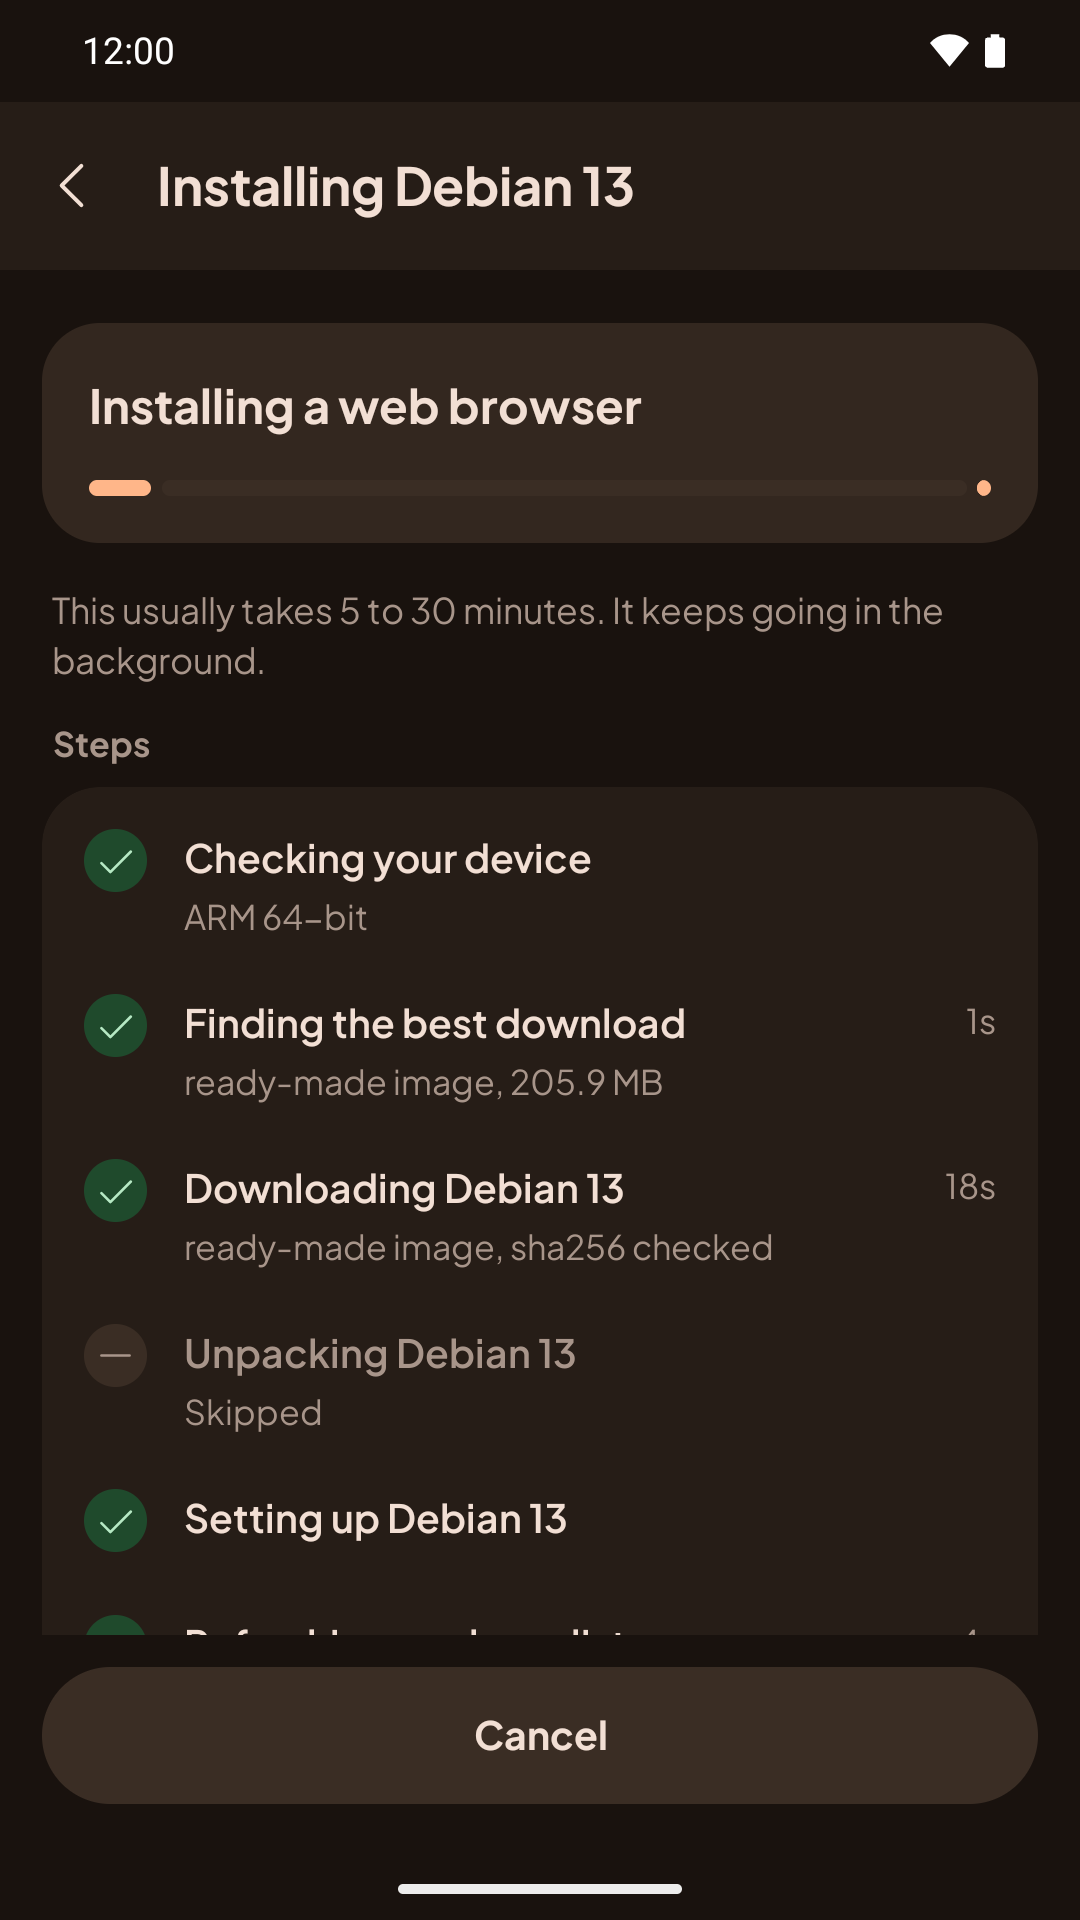 12:00
Installing Debian 13
Installing a web browser
This usually takes 5 to 30 minutes. It keeps going in the
background.
Steps
Checking your device
ARM 64-bit
Finding the best download
1s
ready-made image, 205.9 MB
Downloading Debian 13
18s
ready-made image, sha256 checked
Unpacking Debian 13
Skipped
Setting up Debian 13
Cancel